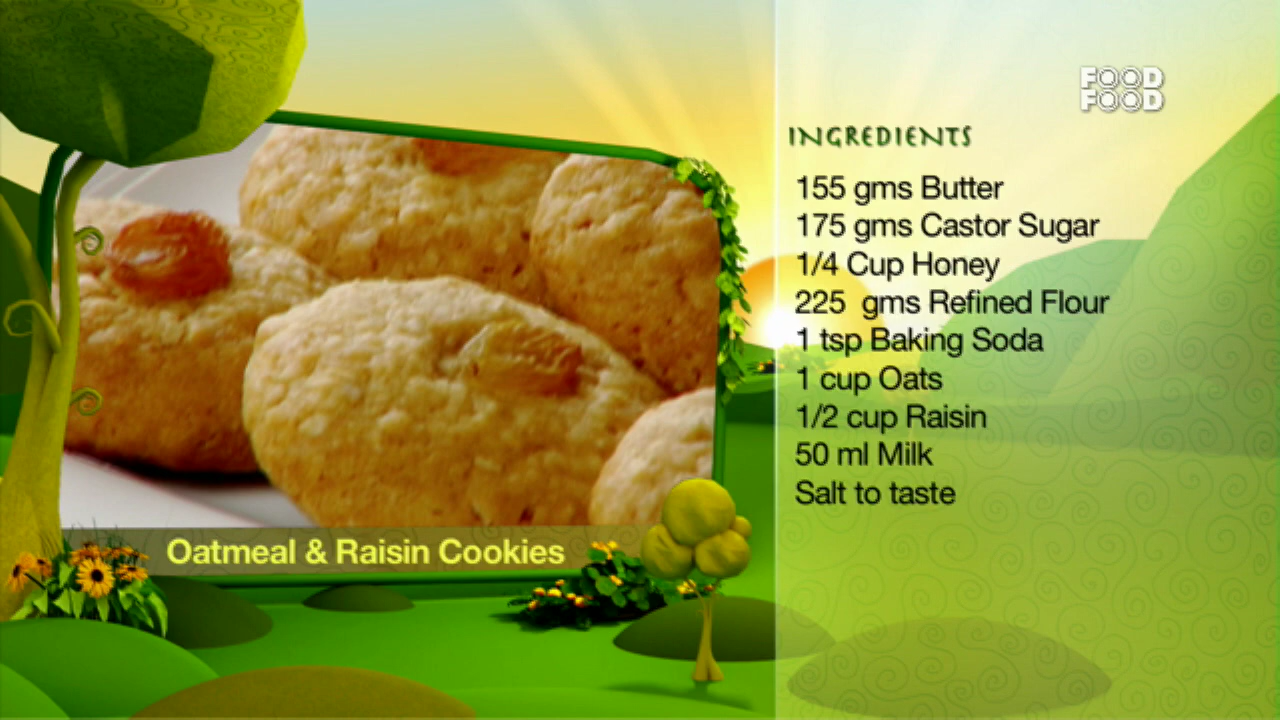 FOOD
FOOD
INGREDIENTS
155 gms Butter
175 gms Castor Sugar
1/4 Cup Honey
225  gms Refined Flour
1 tsp Baking Soda
1 cup Oats
1/2 cup Raisin
50 ml Milk
Salt to taste
Oatmeal & Raisin Cookies